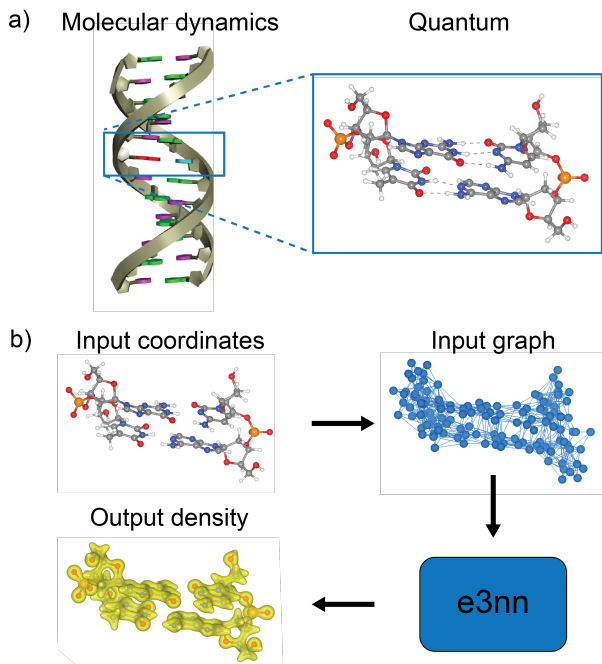 a)
Molecular dynamics
Quantum
b)
Input coordinates
Input graph
Output density
e3nn